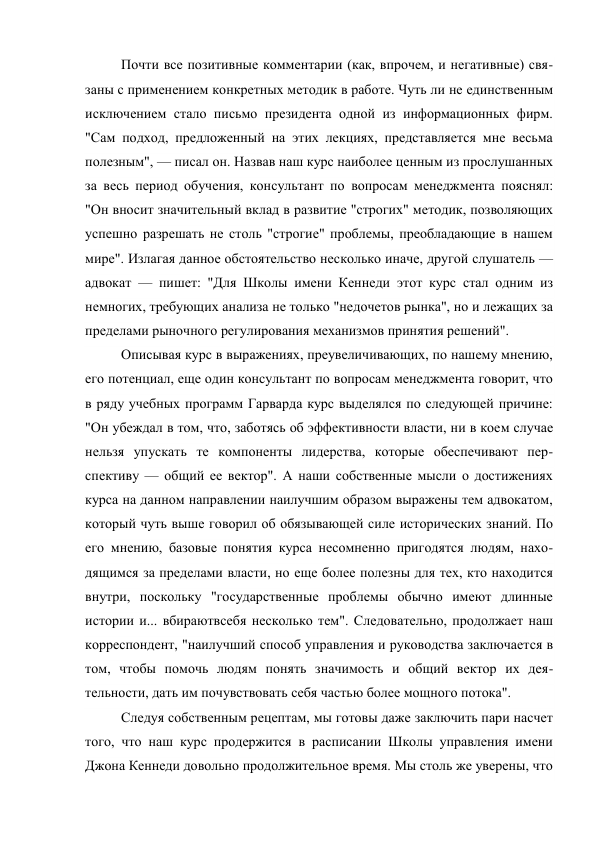 Почти все позитивные комментарии (как, впрочем, и негативные) свя-
заны с применением конкретных методик в работе. Чуть ли не единственным
исключением стало письмо президента одной из информационных фирм.
"Сам подход, предложенный на этих лекциях, представляется мне весьма
полезным", — писал он. Назвав наш курс наиболее ценным из прослушанных
за весь период обучения, консультант по вопросам менеджмента пояснял:
"Он вносит значительный вклад в развитие "строгих" методик, позволяющих
успешно разрешать не столь "строгие" проблемы, преобладающие в нашем
мире". Излагая данное обстоятельство несколько иначе, другой слушатель —
адвокат — пишет: "Для Школы имени Кеннеди этот курс стал одним из
немногих, требующих анализа не только "недочетов рынка", но и лежащих за
пределами рыночного регулирования механизмов принятия решений".
Описывая курс в выражениях, преувеличивающих, по нашему мнению,
его потенциал, еще один консультант по вопросам менеджмента говорит, что
в ряду учебных программ Гарварда курс выделялся по следующей причине:
"Он убеждал в том, что, заботясь об эффективности власти, ни в коем случае
нельзя упускать те компоненты лидерства, которые обеспечивают пер-
спективу — общий ее вектор". А наши собственные мысли о достижениях
курса на данном направлении наилучшим образом выражены тем адвокатом,
который чуть выше говорил об обязывающей силе исторических знаний. По
его мнению, базовые понятия курса несомненно пригодятся людям, нахо-
дящимся за пределами власти, но еще более полезны для тех, кто находится
внутри, поскольку "государственные проблемы обычно имеют длинные
истории и... вбираютвсебя несколько тем". Следовательно, продолжает наш
корреспондент, "наилучший способ управления и руководства заключается в
том, чтобы помочь людям понять значимость и общий вектор их дея-
тельности, дать им почувствовать себя частью более мощного потока".
Следуя собственным рецептам, мы готовы даже заключить пари насчет
того, что наш курс продержится в расписании Школы управления имени
Джона Кеннеди довольно продолжительное время. Мы столь же уверены, что